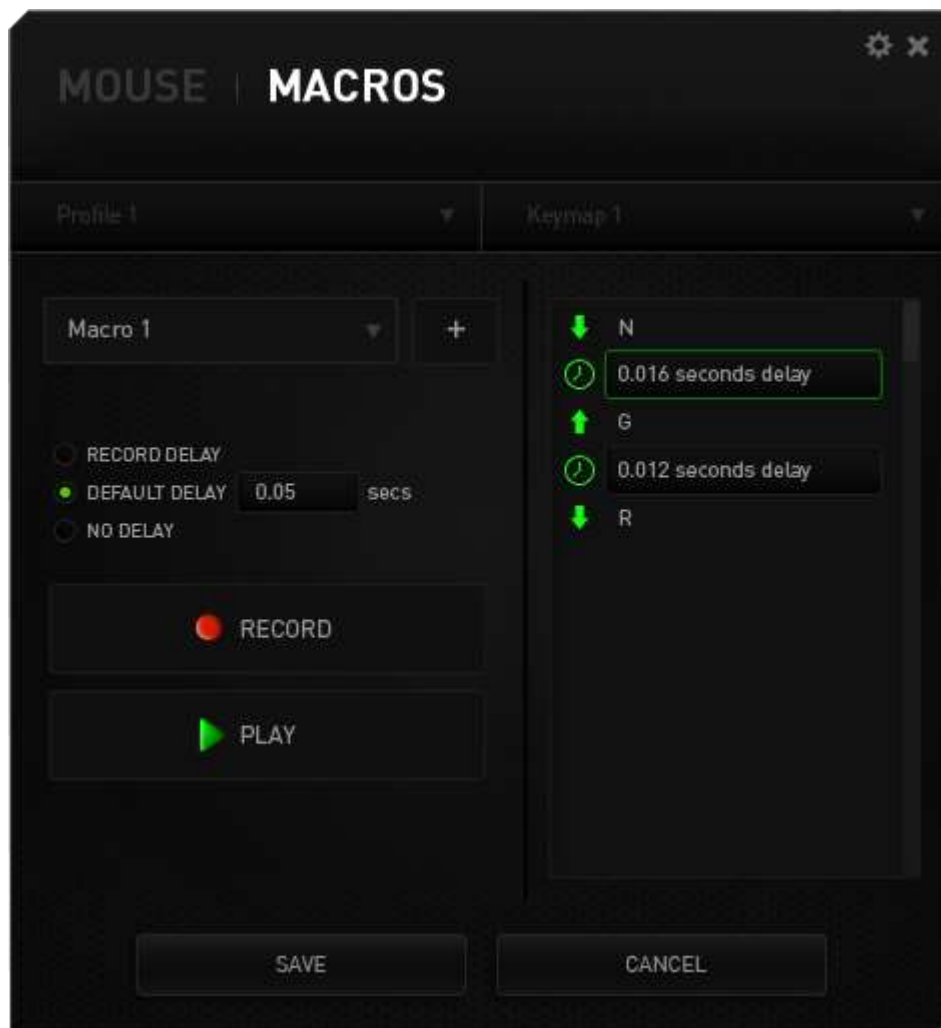 MOUSE | MACROS
Profile 1
Keymap 1
Macro 1
+
RECORD DELAY
DEFAULT DELAY 0.05 secs
NO DELAY
RECORD
PLAY
N
0.016 seconds delay
G
0.012 seconds delay
R
SAVE
CANCEL